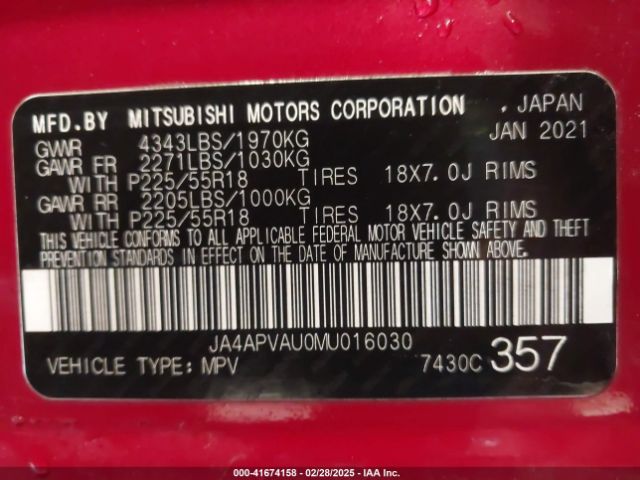 MFD.BY MITSUBISHI MOTORS CORPORATION . JAPAN
GVWR 4343LBS/1970KG JAN 2021
GAWR FR 2271LBS/1030KG
WITH P225/55R18 TIRES 18X7.0J RIMS
GAWR RR 2205LBS/1000KG
WITH P225/55R18 TIRES 18X7.0J RIMS
THIS VEHICLE CONFORMS TO ALL APPLICABLE FEDERAL MOTOR VEHICLE SAFETY AND THEFT
PREVENTION STANDARDS IN EFFECT ON THE DATE OF MANUFACTURE SHOWN ABOVE.
JA4APVAU0MU016030
VEHICLE TYPE: MPV 7430C 357
000-41674158 - 02/28/2025 - IAA Inc.